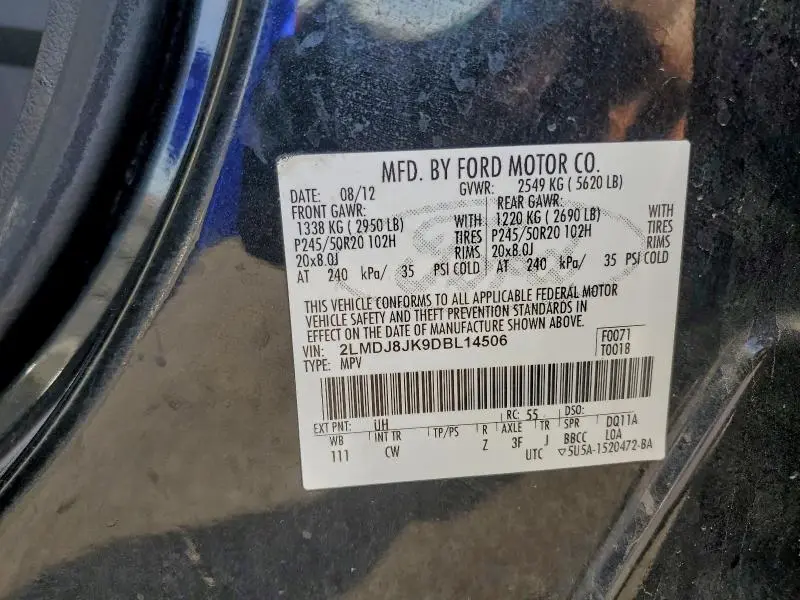 MFD. BY FORD MOTOR CO.
DATE: 08/12 GVWR: 2549 KG ( 5620 LB)
FRONT GAWR: REAR GAWR:
1338 KG ( 2950 LB) WITH 1220 KG ( 2690 LB) WITH
P245/50R20 102H TIRES P245/50R20 102H TIRES
20x8.0J RIMS 20x8.0J RIMS
AT 240 kPa/ 35 PSI COLD AT 240 kPa/ 35 PSI COLD
THIS VEHICLE CONFORMS TO ALL APPLICABLE FEDERAL MOTOR
VEHICLE SAFETY AND THEFT PREVENTION STANDARDS IN
EFFECT ON THE DATE OF MANUFACTURE SHOWN ABOVE.
VIN: 2LMDJ8JK9DBL14506 F0071
TYPE: MPV T0018
EXT PNT: UH RC: 55 DSO:
WB INT TR TP/PS R AXLE TR SPR DQ11A
111 CW Z 3F J BBCC LOA
UTC ▽5U5A-1520472-BA